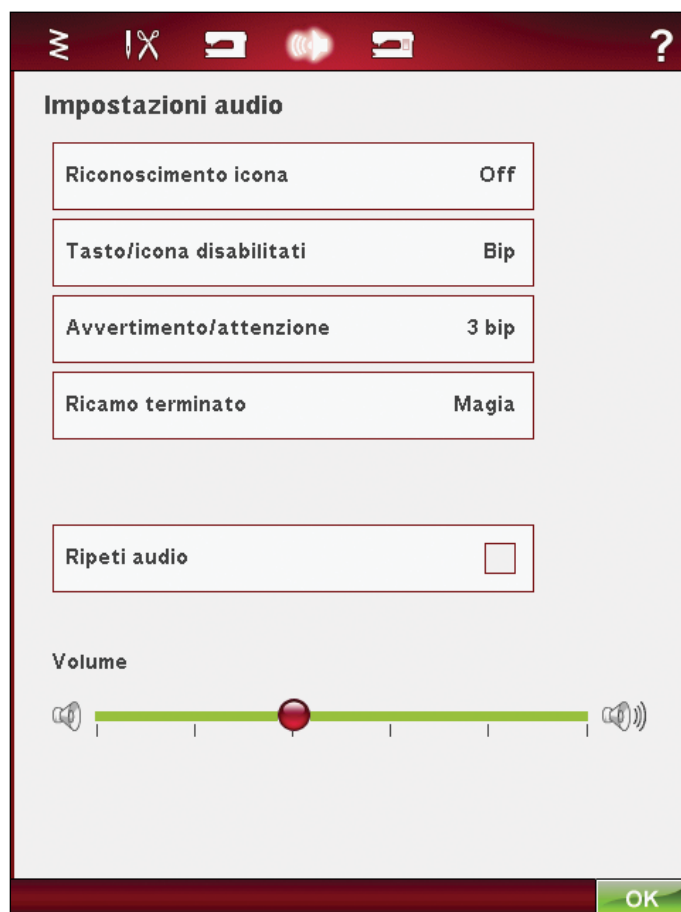 ?
Impostazioni audio
Riconoscimento icona Off
Tasto/icona disabilitati Bip
Avvertimento/attenzione 3 bip
Ricamo terminato Magia
Ripeti audio
Volume
OK